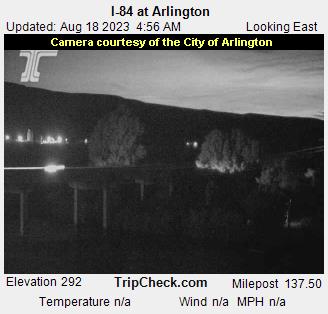 I-84 at Arlington
Updated: Aug 18 2023 4:56 AM Looking East
Camera courtesy of the City of Arlington
Elevation 292 TripCheck.com Milepost 137.50
Temperature n/a Wind n/a MPH n/a